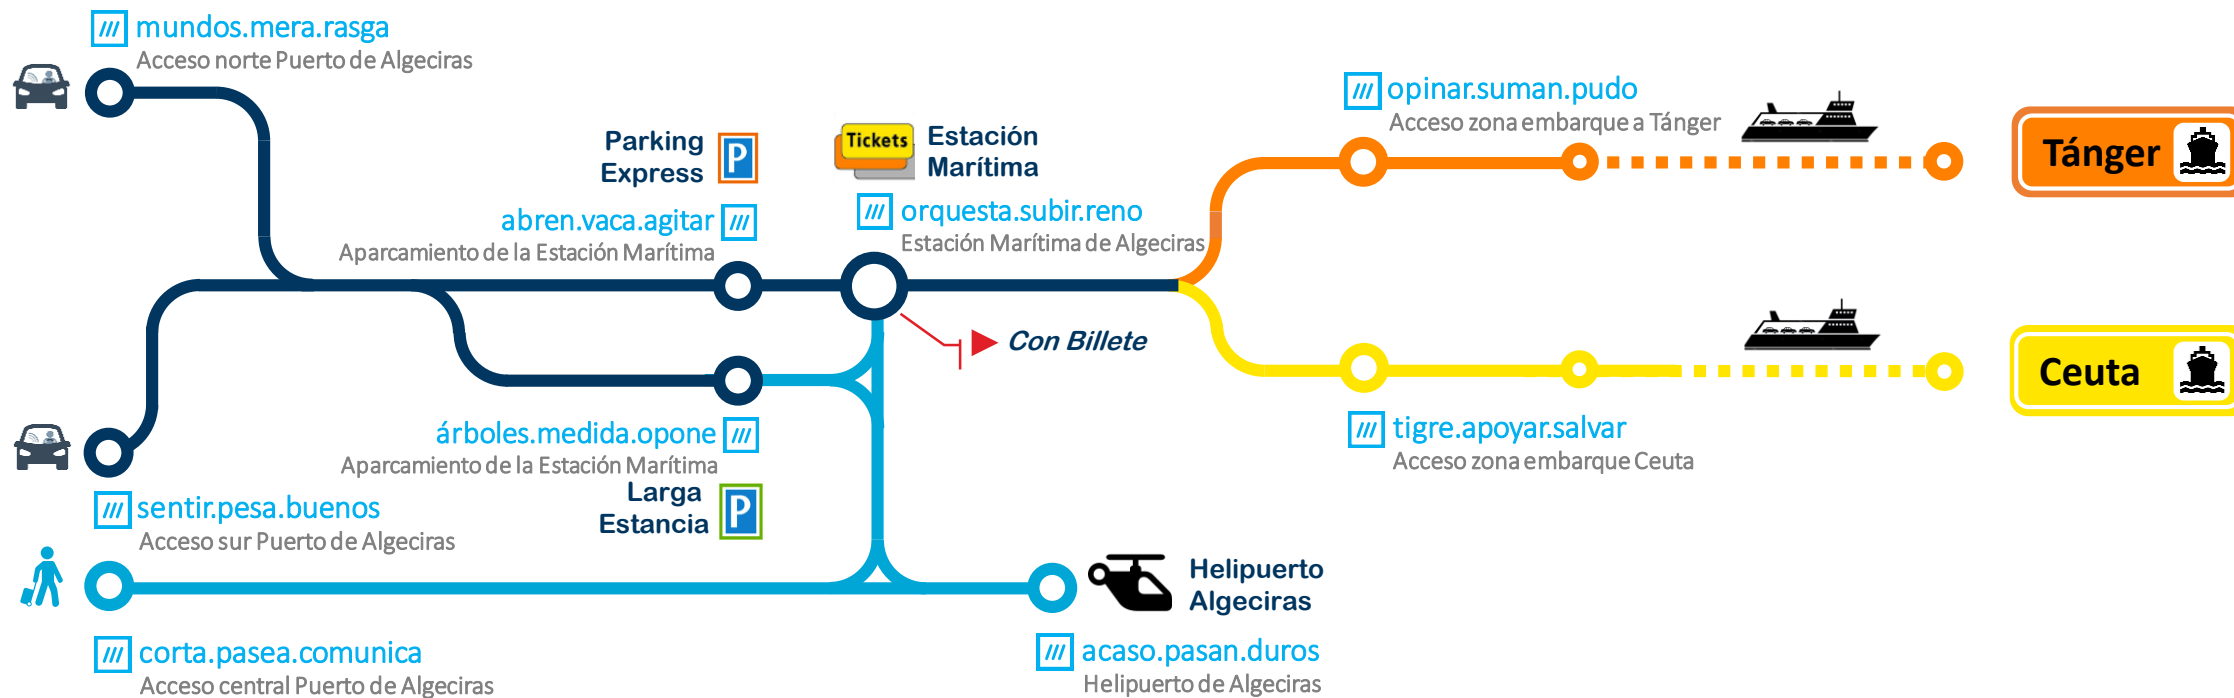 mundos.mera.rasga
Acceso norte Puerto de Algeciras
Parking
Express
P
abren.vaca.agitar
Aparcamiento de la Estación Marítima
Tickets
Estación
Marítima
orquesta.subir.reno
Estación Marítima de Algeciras
Con Billete
opinar.suman.pudo
Acceso zona embarque a Tánger
Tánger
Ceuta
tigre.apoyar.salvar
Acceso zona embarque Ceuta
árboles.medida.opone
Aparcamiento de la Estación Marítima
Larga
Estancia
P
sentir.pesa.buenos
Acceso sur Puerto de Algeciras
corta.pasea.comunica
Acceso central Puerto de Algeciras
Helipuerto
Algeciras
acaso.pasan.duros
Helipuerto de Algeciras